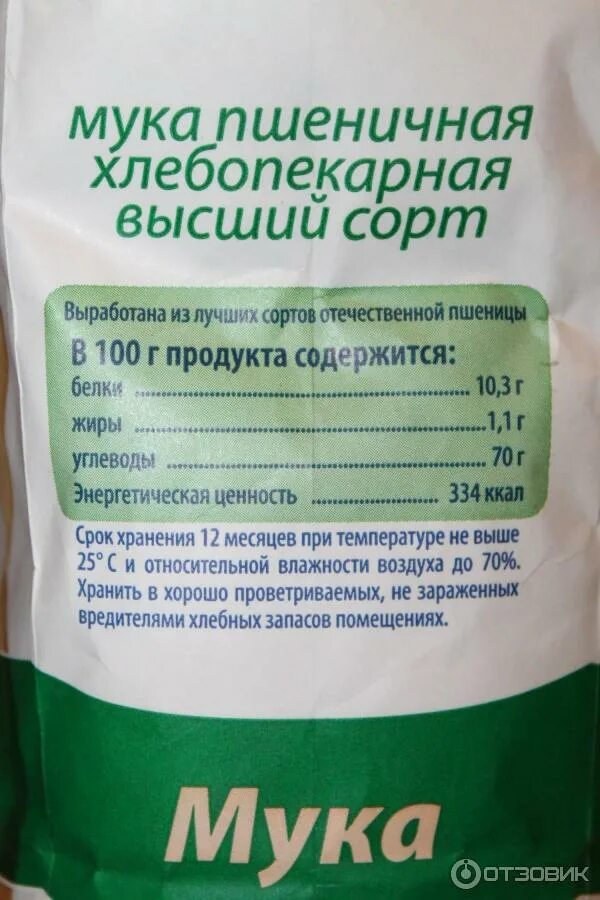 мука пшеничная
хлебопекарная
высший сорт
Выработана из лучших сортов отечественной пшеницы
В 100 г продукта содержится:
белки ........ 10,3 г
жиры ........ 1,1 г
углеводы ........ 70 г
Энергетическая ценность ........ 334 ккал
Срок хранения 12 месяцев при температуре не выше
25° С и относительной влажности воздуха до 70%.
Хранить в хорошо проветриваемых, не зараженных
вредителями хлебных запасов помещениях.
Мука
ОТЗОВИК